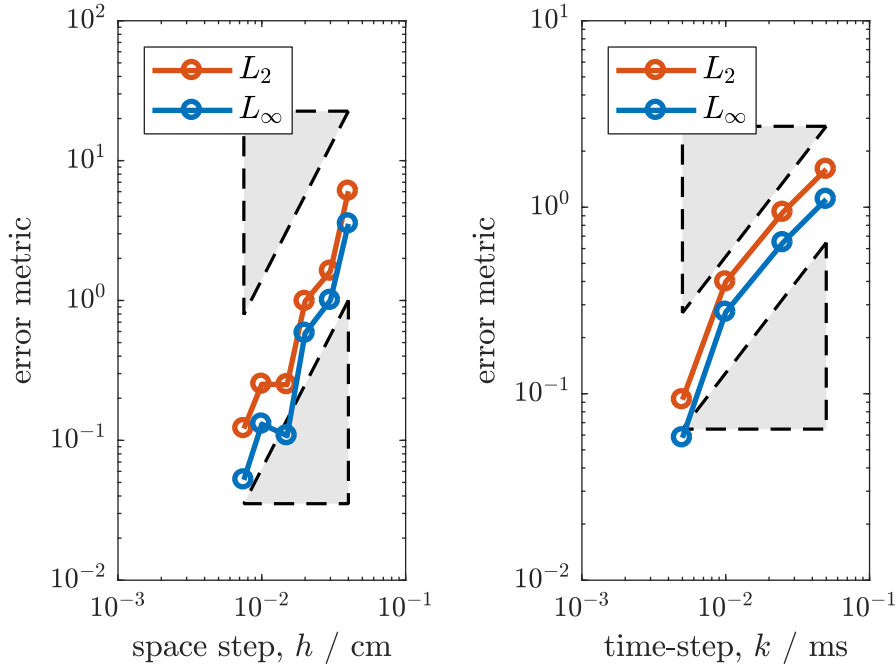 error metric
10^2
10^1
10^0
10^{-1}
10^{-2}
L_2
L_∞
10^{-3}
10^{-2}
10^{-1}
space step, h / cm
error metric
10^1
10^0
10^{-1}
10^{-2}
L_2
L_∞
10^{-3}
10^{-2}
10^{-1}
time-step, k / ms